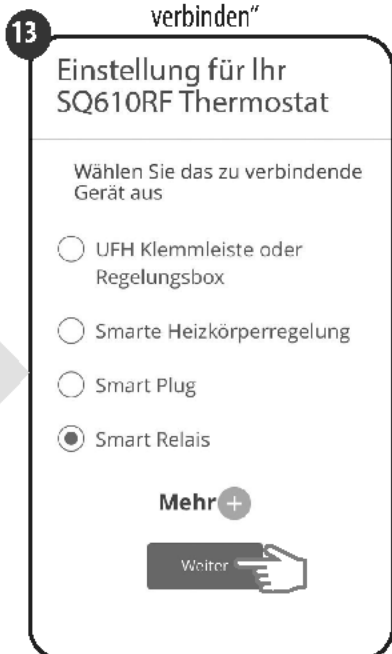 verbinden“
13
Einstellung für Ihr
SQ610RF Thermostat
Wählen Sie das zu verbindende
Gerät aus
UFH Klemmleiste oder
Regelungsbox
Smarte Heizkörperregelung
Smart Plug
Smart Relais
Mehr +
Weiter